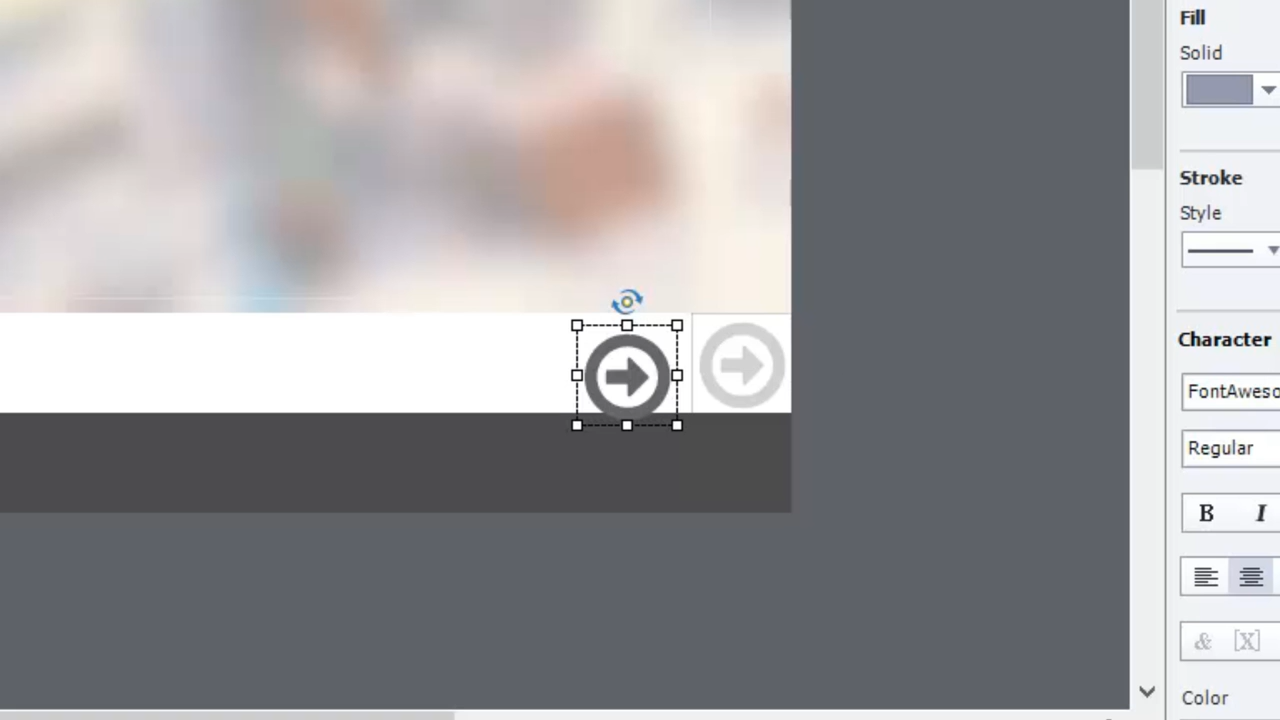 Fill
Solid
Stroke
Style
Character
FontAweso
Regular
B I
& [X]
Color